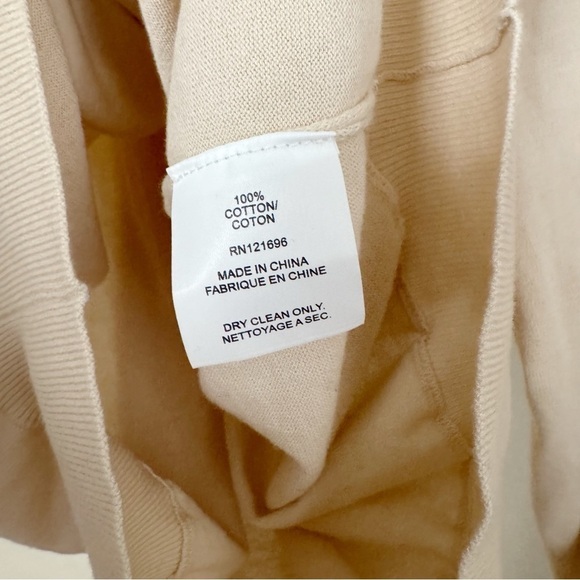 100%
COTTON/
COTON
RN121696
MADE IN CHINA
FABRIQUE EN CHINE
DRY CLEAN ONLY.
NETTOYAGE A SEC.